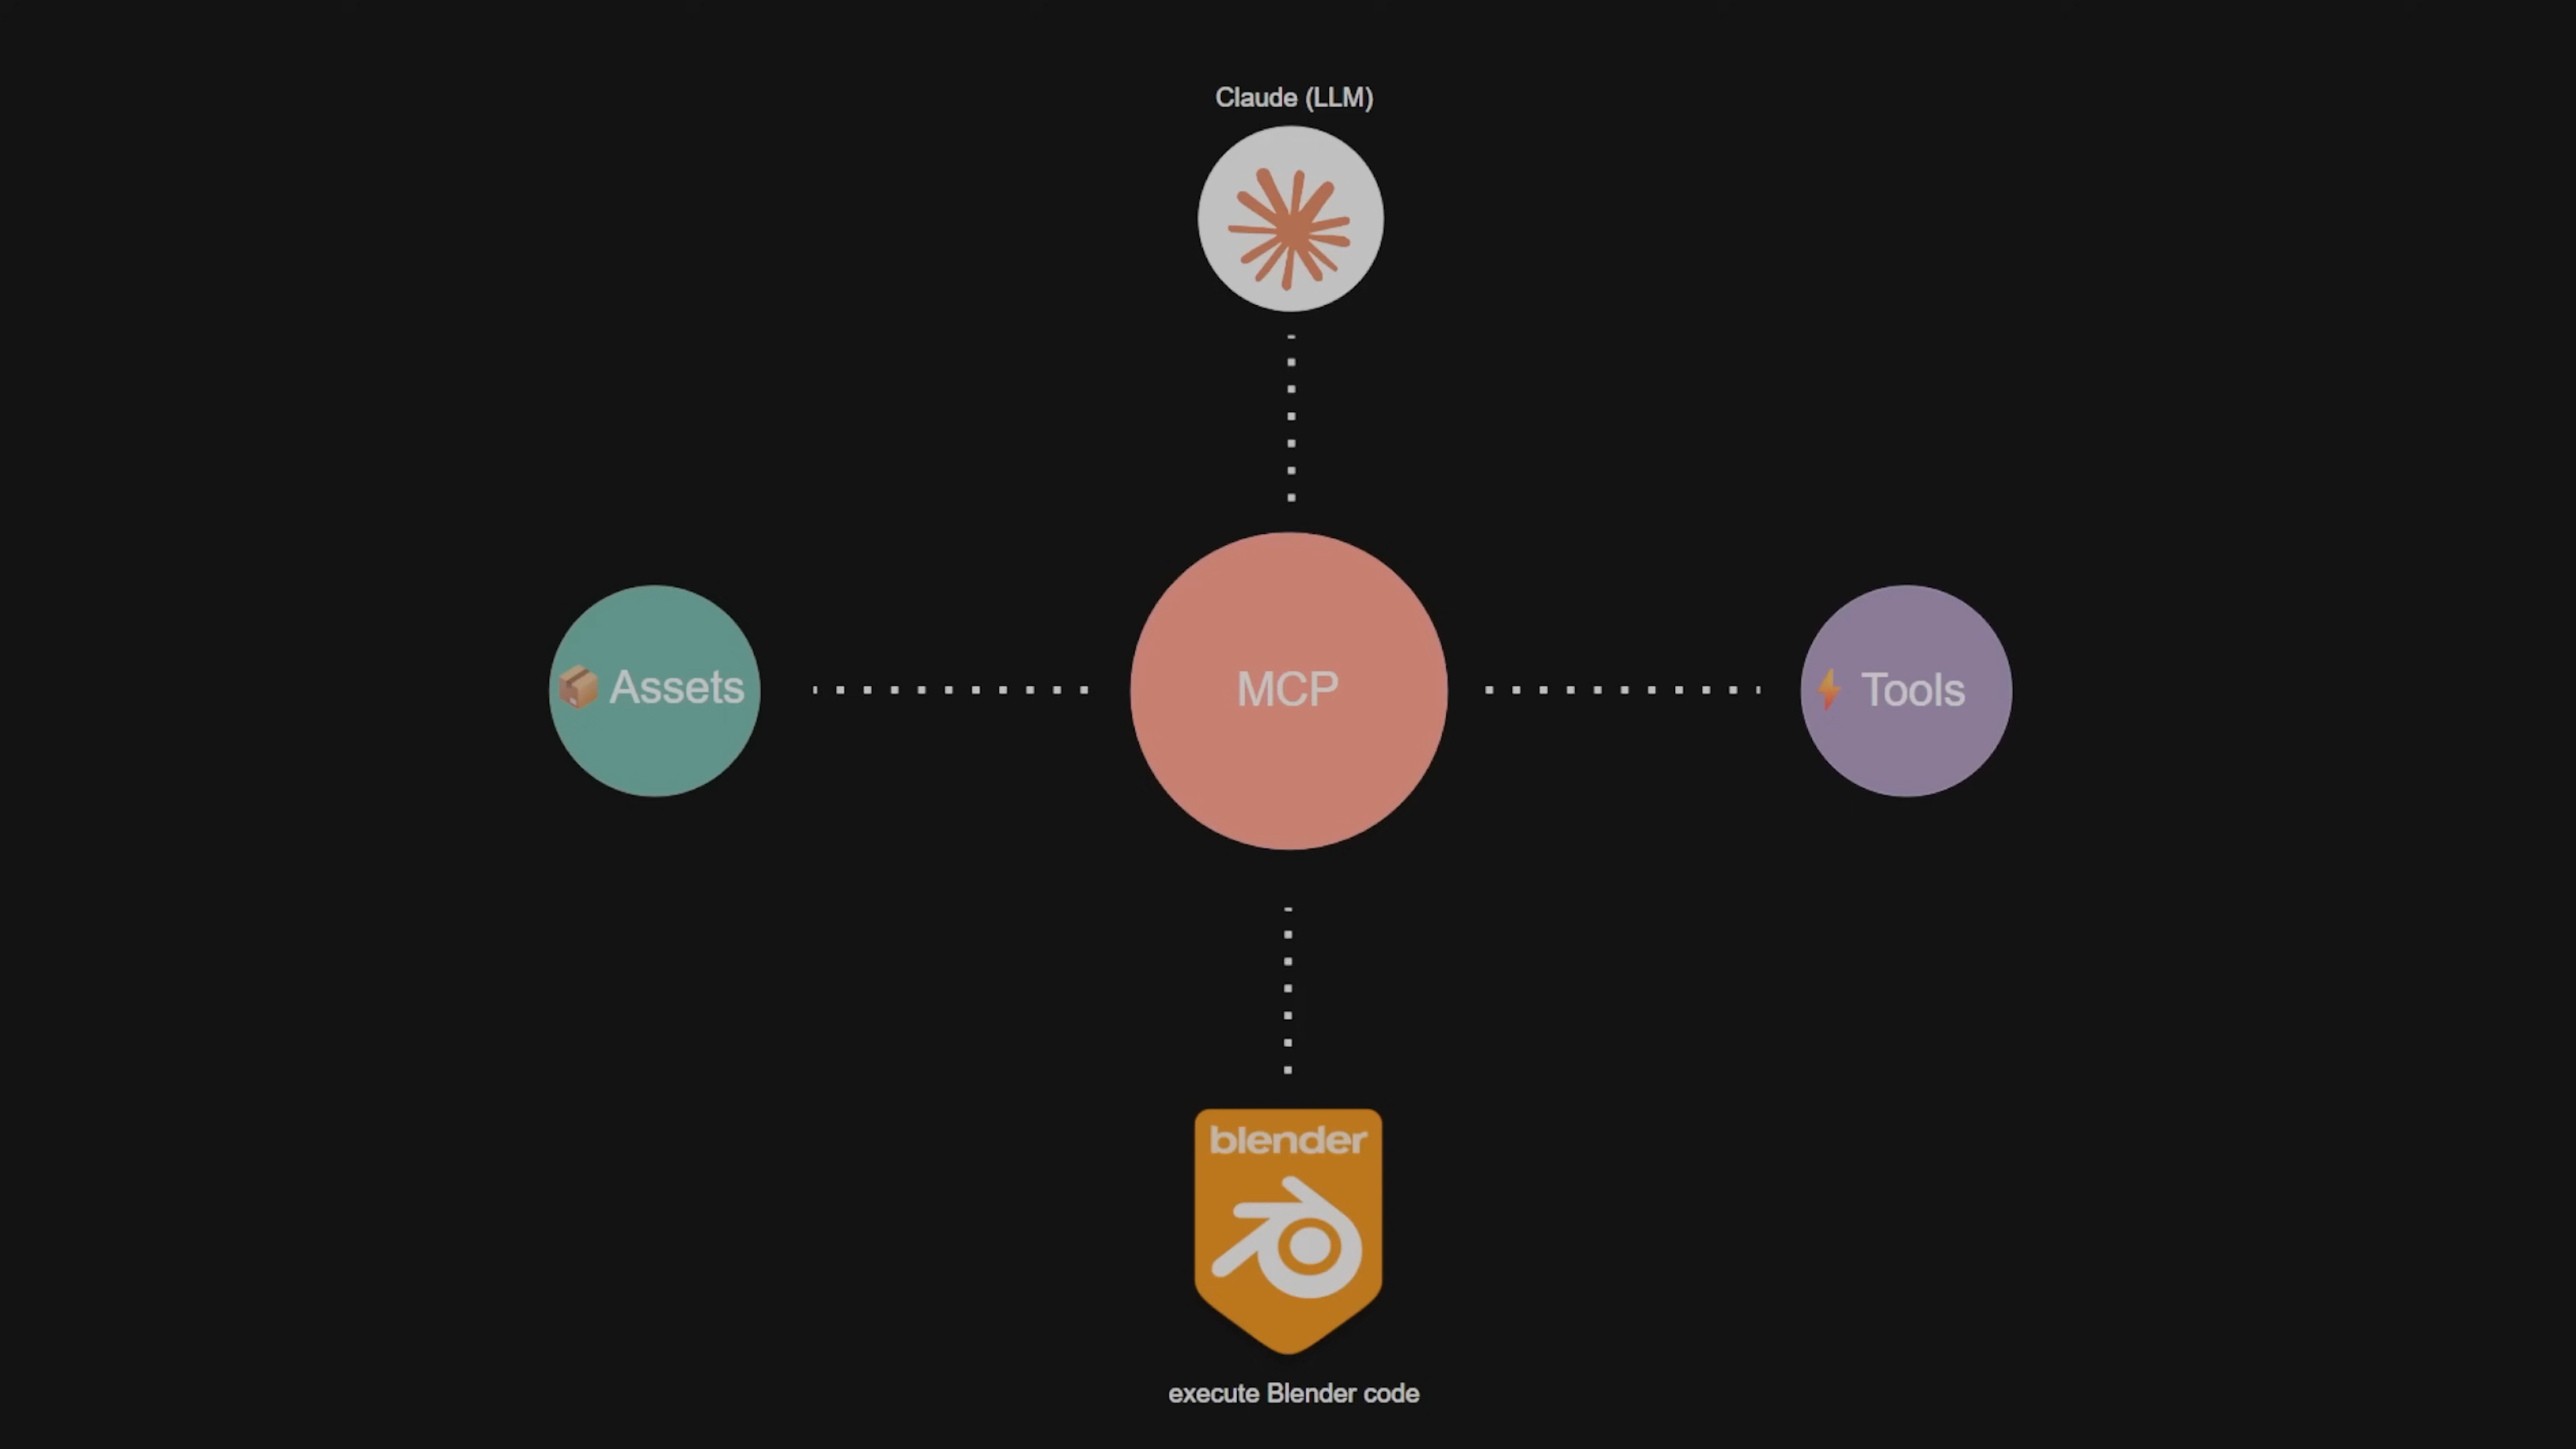 Claude (LLM)
📦 Assets
MCP
⚡ Tools
blender
execute Blender code